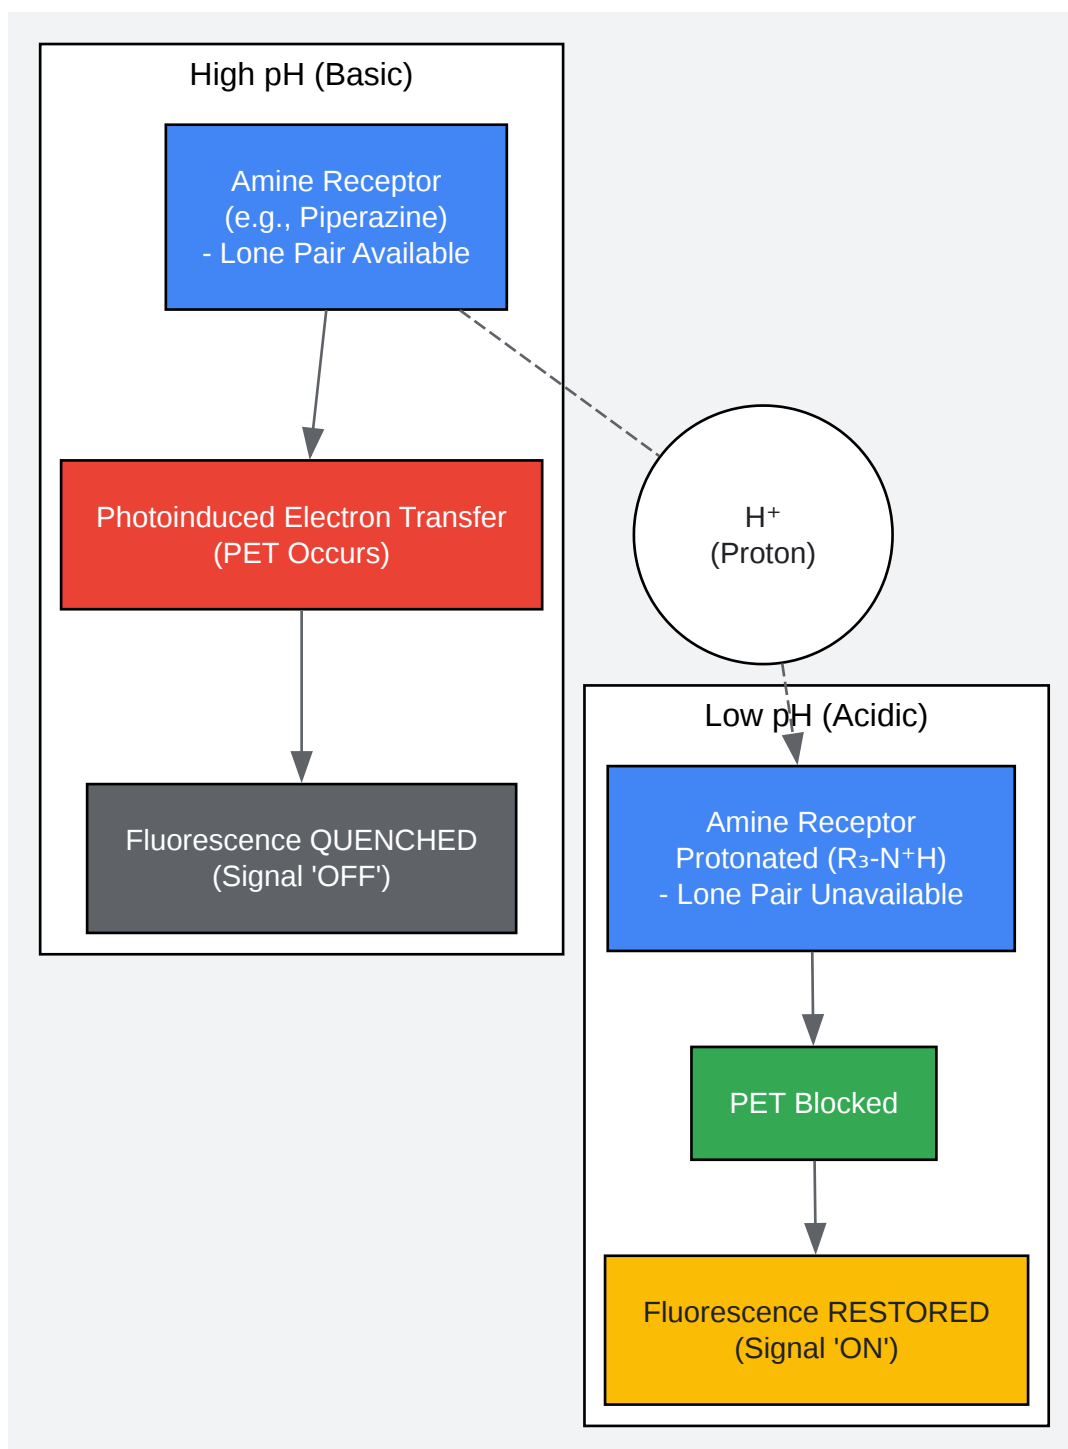 High pH (Basic)
Amine Receptor
(e.g., Piperazine)
- Lone Pair Available
Photoinduced Electron Transfer
(PET Occurs)
Fluorescence QUENCHED
(Signal 'OFF')
H⁺
(Proton)
Low pH (Acidic)
Amine Receptor
Protonated (R₃-N⁺H)
- Lone Pair Unavailable
PET Blocked
Fluorescence RESTORED
(Signal 'ON')